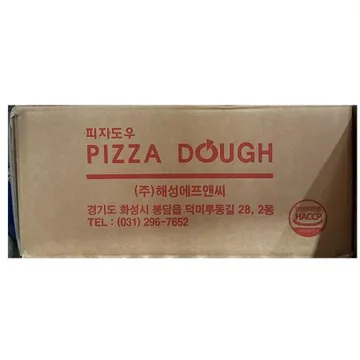 피자도우
PIZZA DOUGH
(주)해성에프앤씨
경기도 화성시 봉담읍 덕미루동길 28, 2동
TEL : (031) 296-7652
HACCP